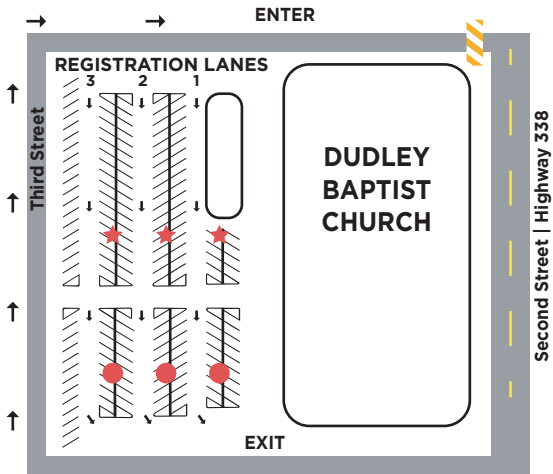 ENTER
REGISTRATION LANES
3 2 1
Third Street
DUDLEY
BAPTIST
CHURCH
Second Street | Highway 338
EXIT